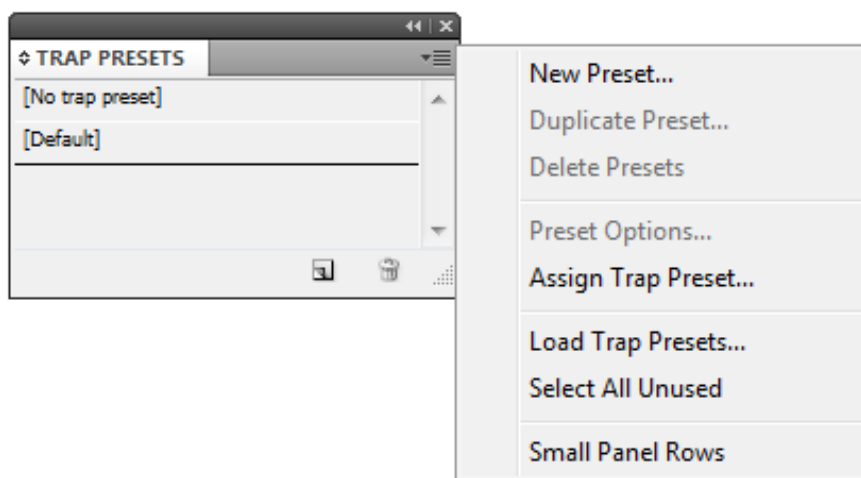 TRAP PRESETS
[No trap preset]
[Default]
New Preset...
Duplicate Preset...
Delete Presets
Preset Options...
Assign Trap Preset...
Load Trap Presets...
Select All Unused
Small Panel Rows